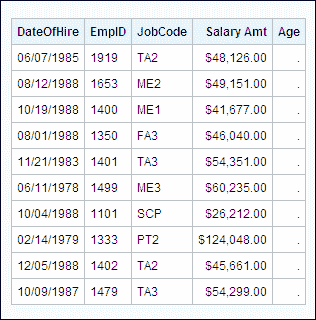 DateOfHire EmpID JobCode Salary Amt Age
06/07/1985 1919 TA2 $48,126.00 .
08/12/1988 1653 ME2 $49,151.00 .
10/19/1988 1400 ME1 $41,677.00 .
08/01/1988 1350 FA3 $46,040.00 .
11/21/1983 1401 TA3 $54,351.00 .
06/11/1978 1499 ME3 $60,235.00 .
10/04/1988 1101 SCP $26,212.00 .
02/14/1979 1333 PT2 $124,048.00 .
12/05/1988 1402 TA2 $45,661.00 .
10/09/1987 1479 TA3 $54,299.00 .